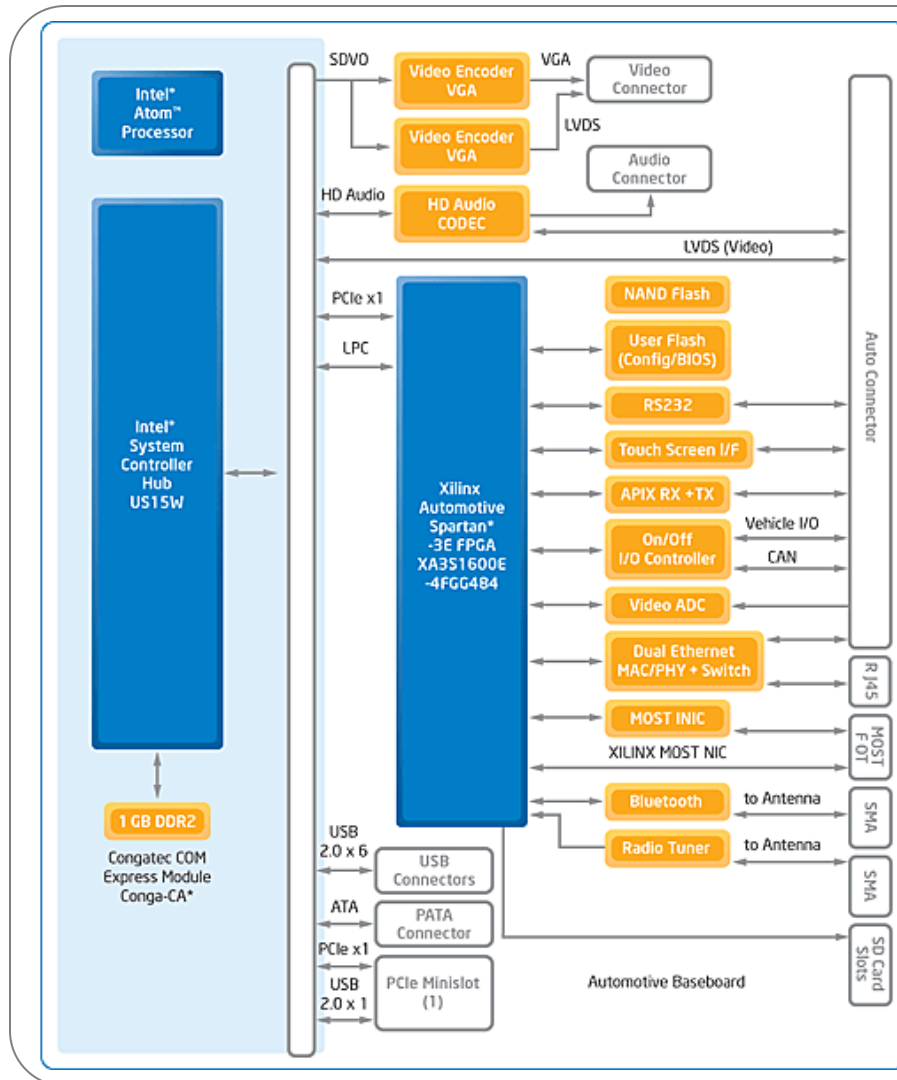 Intel*
Atom™
Processor
Intel*
System
Controller
Hub
US15W
1 GB DDR2
Congatec COM
Express Module
Conga-CA*
SDVO
Video Encoder
VGA
VGA
Video
Connector
Video Encoder
VGA
LVDS
Audio
Connector
HD Audio
HD Audio
CODEC
LVDS (Video)
PCIe x1
LPC
Xilinx
Automotive
Spartan*
-3E FPGA
XA3S1600E
-4FGG484
NAND Flash
User Flash
(Config/BIOS)
RS232
Touch Screen I/F
APIX RX +TX
On/Off
I/O Controller
Vehicle I/O
CAN
Video ADC
Dual Ethernet
MAC/PHY + Switch
MOST INIC
XILINX MOST NIC
Bluetooth
to Antenna
Radio Tuner
to Antenna
Auto Connector
RJ45
MOST
FOT
SMA
SMA
SD Card
Slots
USB
2.0 x 6
USB
Connectors
ATA
PATA
Connector
PCIe x1
USB
2.0 x 1
PCIe Minislot
(1)
Automotive Baseboard